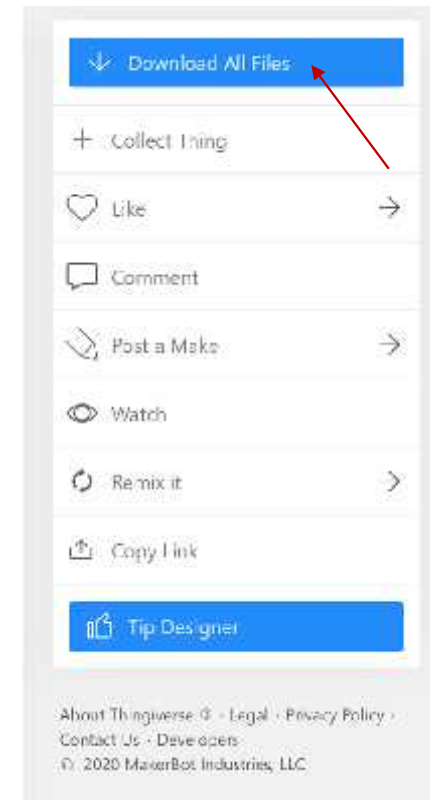 Download All Files
Collect Thing
Like
Comment
Post a Make
Watch
Remix it
Copy Link
Tip Designer
About Thingiverse ® · Legal · Privacy Policy ·
Contact Us · Developers
© 2020 MakerBot Industries, LLC